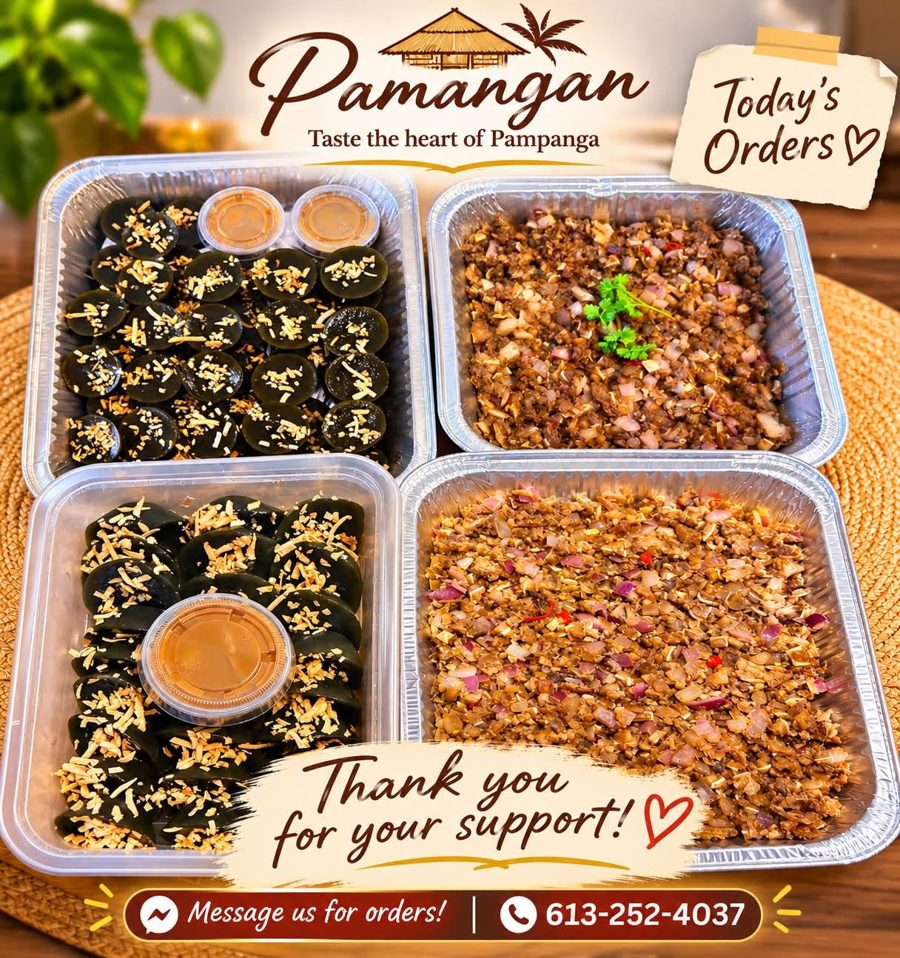 Pamangan
Taste the heart of Pampanga
Today's
Orders
Thank you
for your support!
Message us for orders!
613-252-4037